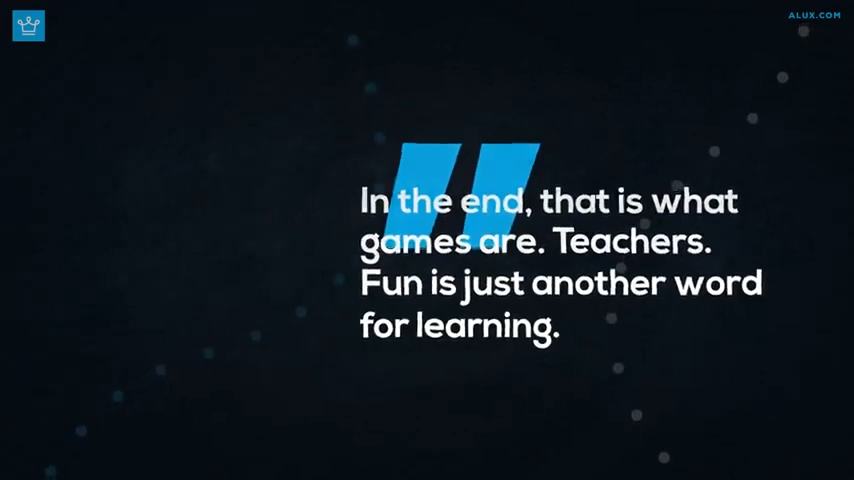 ALUX.COM
In the end, that is what
games are. Teachers.
Fun is just another word
for learning.